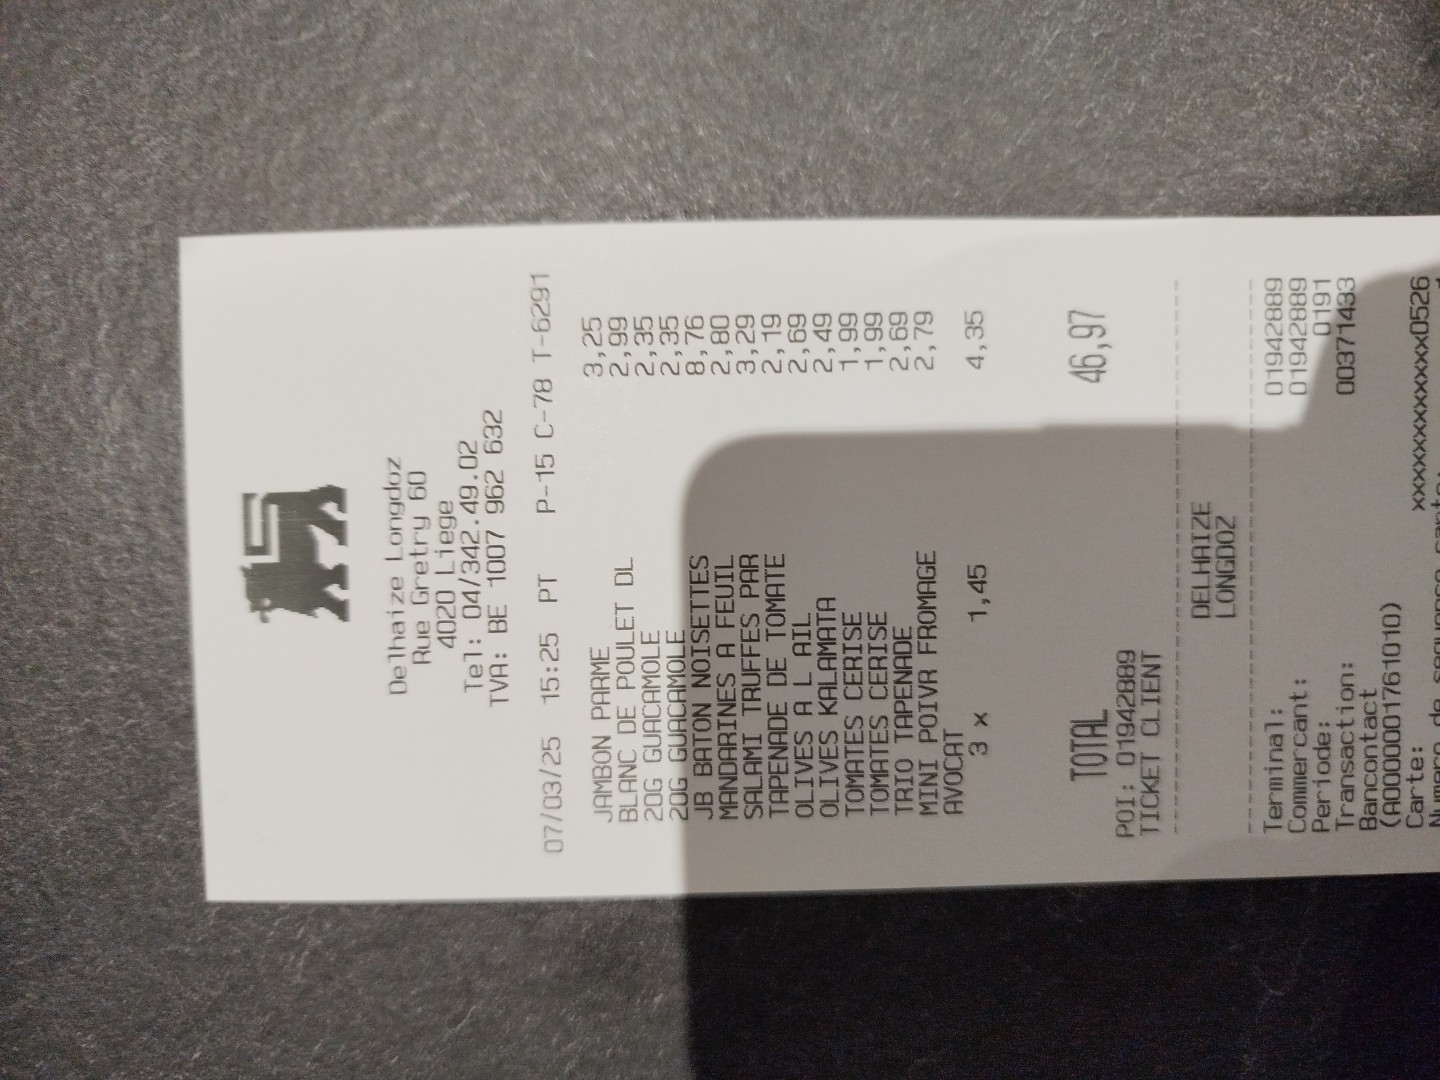 Delhaize Longdoz
Rue Gretry 60
4020 Liege
Tel: 04/342.49.02
TVA: BE 1007 962 632
07/03/25 15:25 PT P-15 C-78 T-6291
JAMBON PARME 3,25
BLANC DE POULET DL 2,99
20G GUACAMOLE 2,35
20G GUACAMOLE 2,35
JB BATON NOISETTES 8,76
MANDARINES A FEUIL 2,80
SALAMI TRUFFES PAR 3,29
TAPENADE DE TOMATE 2,19
OLIVES A L AIL 2,69
OLIVES KALAMATA 2,49
TOMATES CERISE 1,99
TOMATES CERISE 1,99
TRIO TAPENADE 2,69
MINI POIVR FROMAGE 2,79
AVOCAT
3 x 1,45 4,35
TOTAL 46,97
POI: 01942889
TICKET CLIENT
DELHAIZE
LONGDOZ
Terminal: 01942889
Commercant: 01942889
Periode: 0191
Transaction: 00371433
Bancontact
(A0000001761010)
Carte: xxxxxxxxxxxxx0526
Numero de sequence carte: